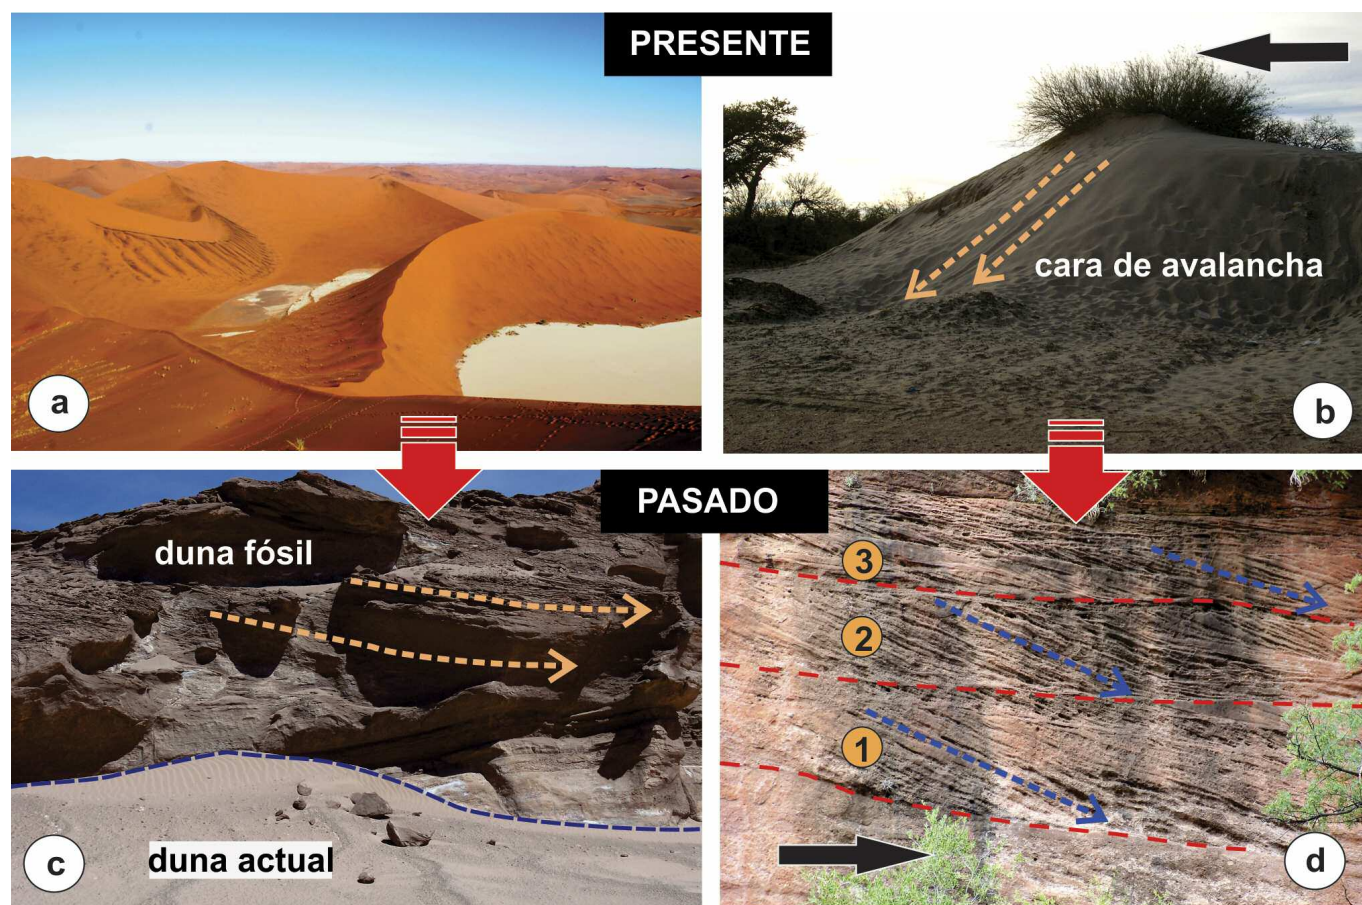 PRESENTE
a
cara de avalancha
b
PASADO
duna fósil
duna actual
c
3
2
1
d